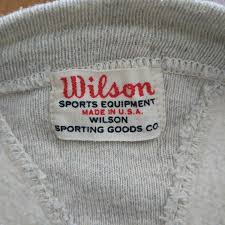 Wilson
SPORTS EQUIPMENT
MADE IN U.S.A.
WILSON
SPORTING GOODS CO